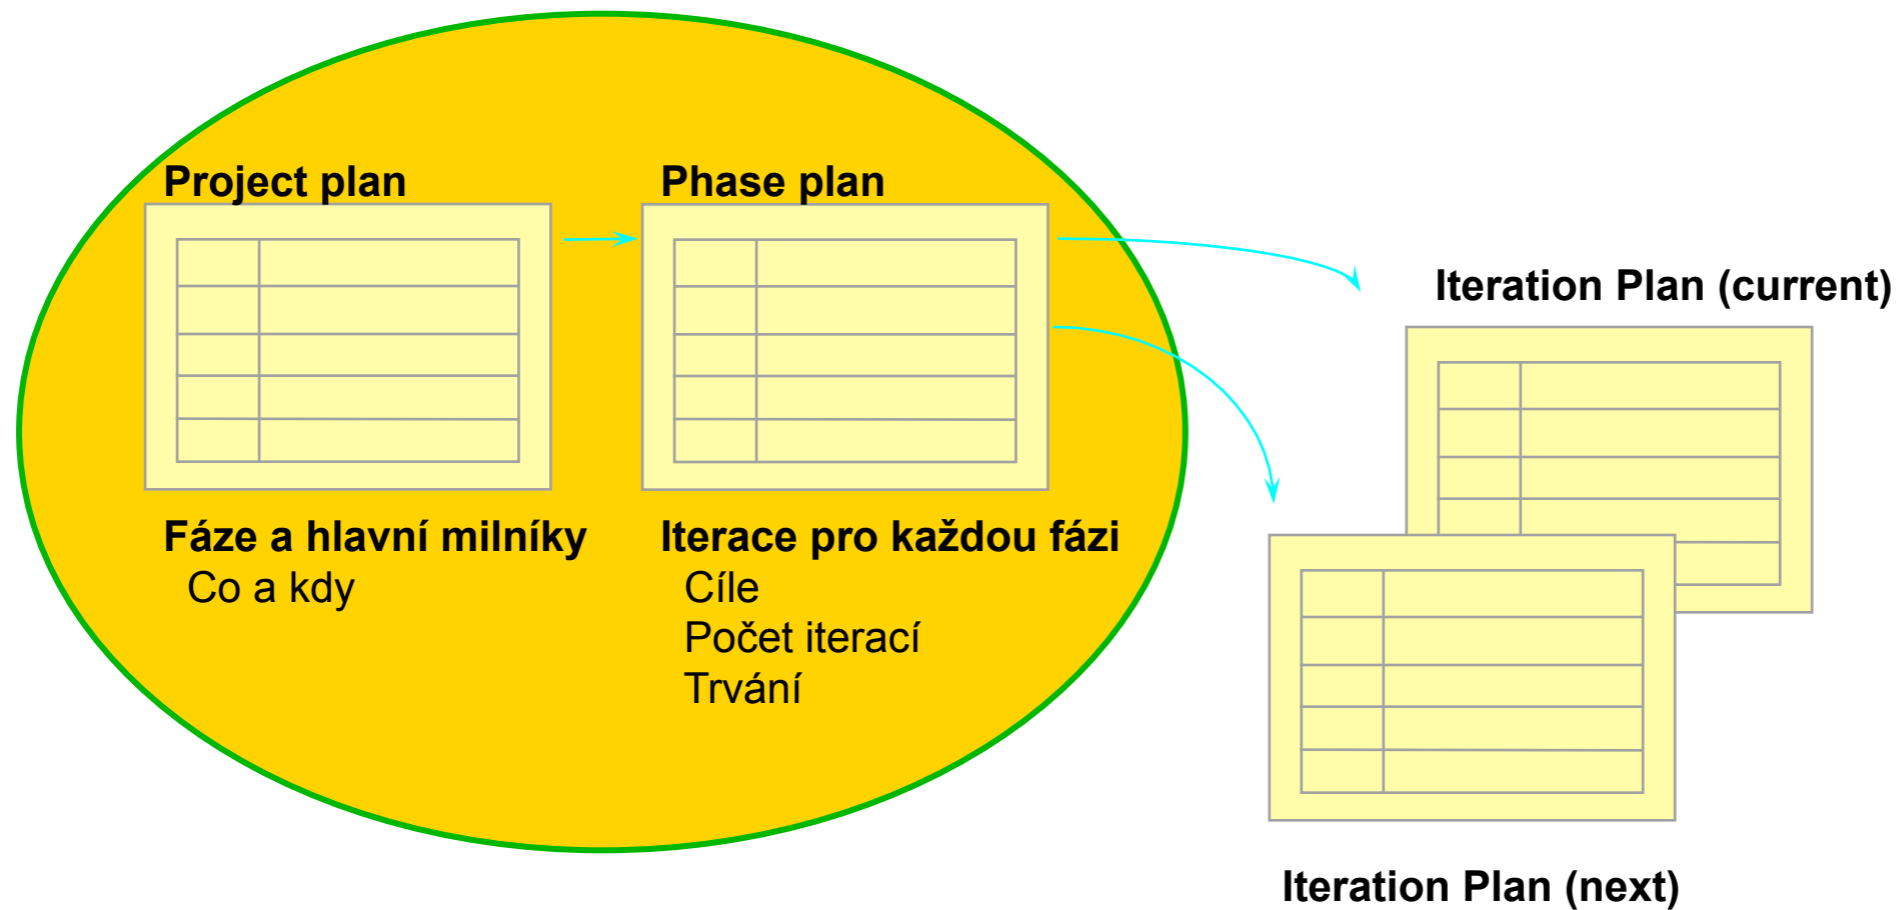 Project plan
Fáze a hlavní milníky
Co a kdy
Phase plan
Iterace pro každou fázi
Cíle
Počet iterací
Trvání
Iteration Plan (current)
Iteration Plan (next)